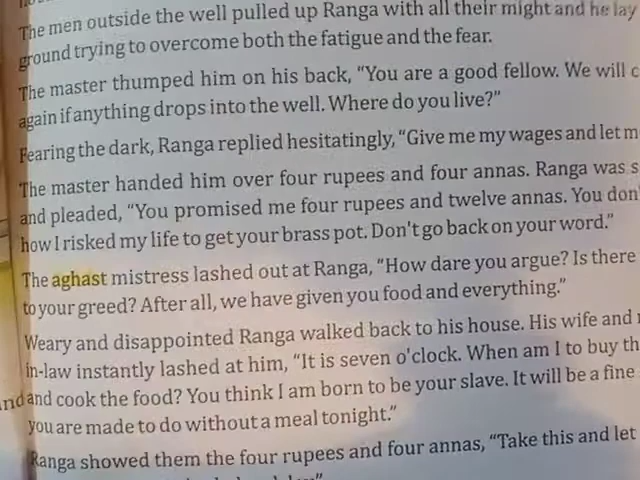 The men outside the well pulled up Ranga with all their might and he lay
ground trying to overcome both the fatigue and the fear.
The master thumped him on his back, “You are a good fellow. We will c
again if anything drops into the well. Where do you live?”
Fearing the dark, Ranga replied hesitatingly, “Give me my wages and let m
The master handed him over four rupees and four annas. Ranga was s
and pleaded, “You promised me four rupees and twelve annas. You don'
how I risked my life to get your brass pot. Don't go back on your word.”
The aghast mistress lashed out at Ranga, “How dare you argue? Is there
to your greed? After all, we have given you food and everything.”
Weary and disappointed Ranga walked back to his house. His wife and
in-law instantly lashed at him, “It is seven o'clock. When am I to buy th
and cook the food? You think I am born to be your slave. It will be a fine
you are made to do without a meal tonight.”
Ranga showed them the four rupees and four annas, “Take this and let